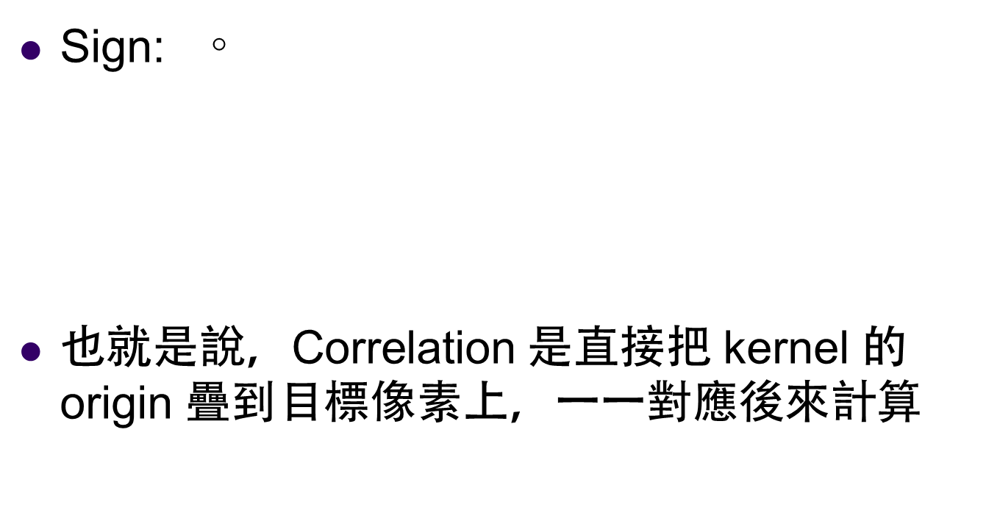 ● Sign: ○
● 也就是說，Correlation 是直接把 kernel 的
origin 疊到目標像素上，一一對應後來計算